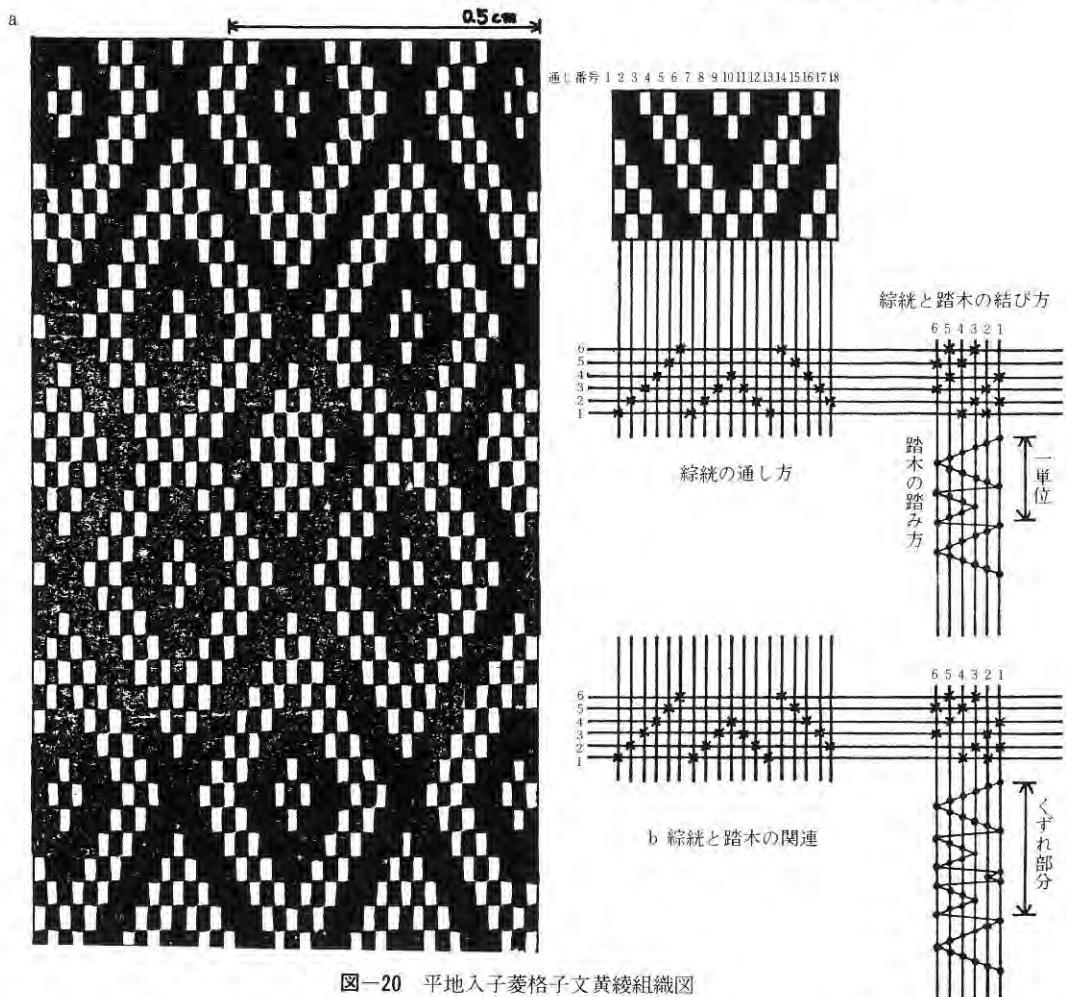 a
0.5cm
通し番号 1 2 3 4 5 6 7 8 9 10 11 12 13 14 15 16 17 18
綜絖と踏木の結び方
6 5 4 3 2 1
6
5
4
3
2
1
綜絖の通し方
踏木の踏み方
一単位
6 5 4 3 2 1
6
5
4
3
2
1
b 綜絖と踏木の関連
くずれ部分
図―20 平地入子菱格子文黄綾組織図